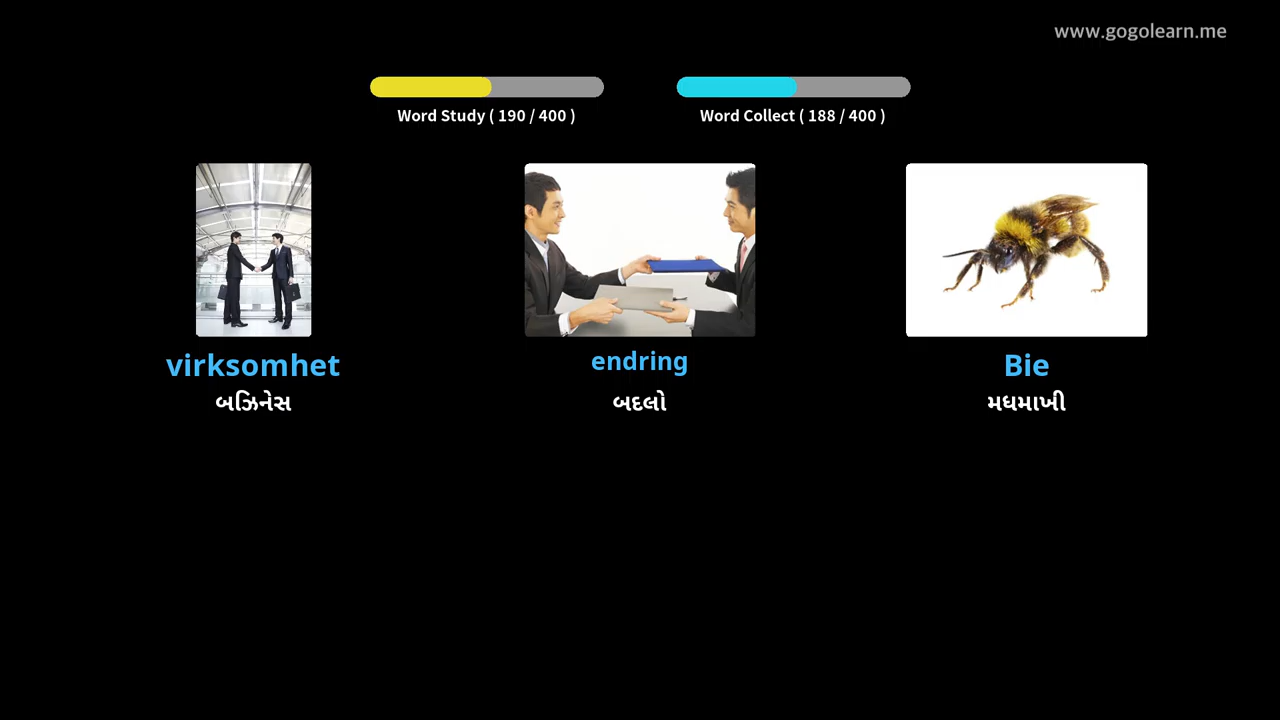 www.gogolearn.me
Word Study ( 190 / 400 )
Word Collect ( 188 / 400 )
virksomhet
endring
Bie
બઝિનેસ
બદલો
મધમાખી